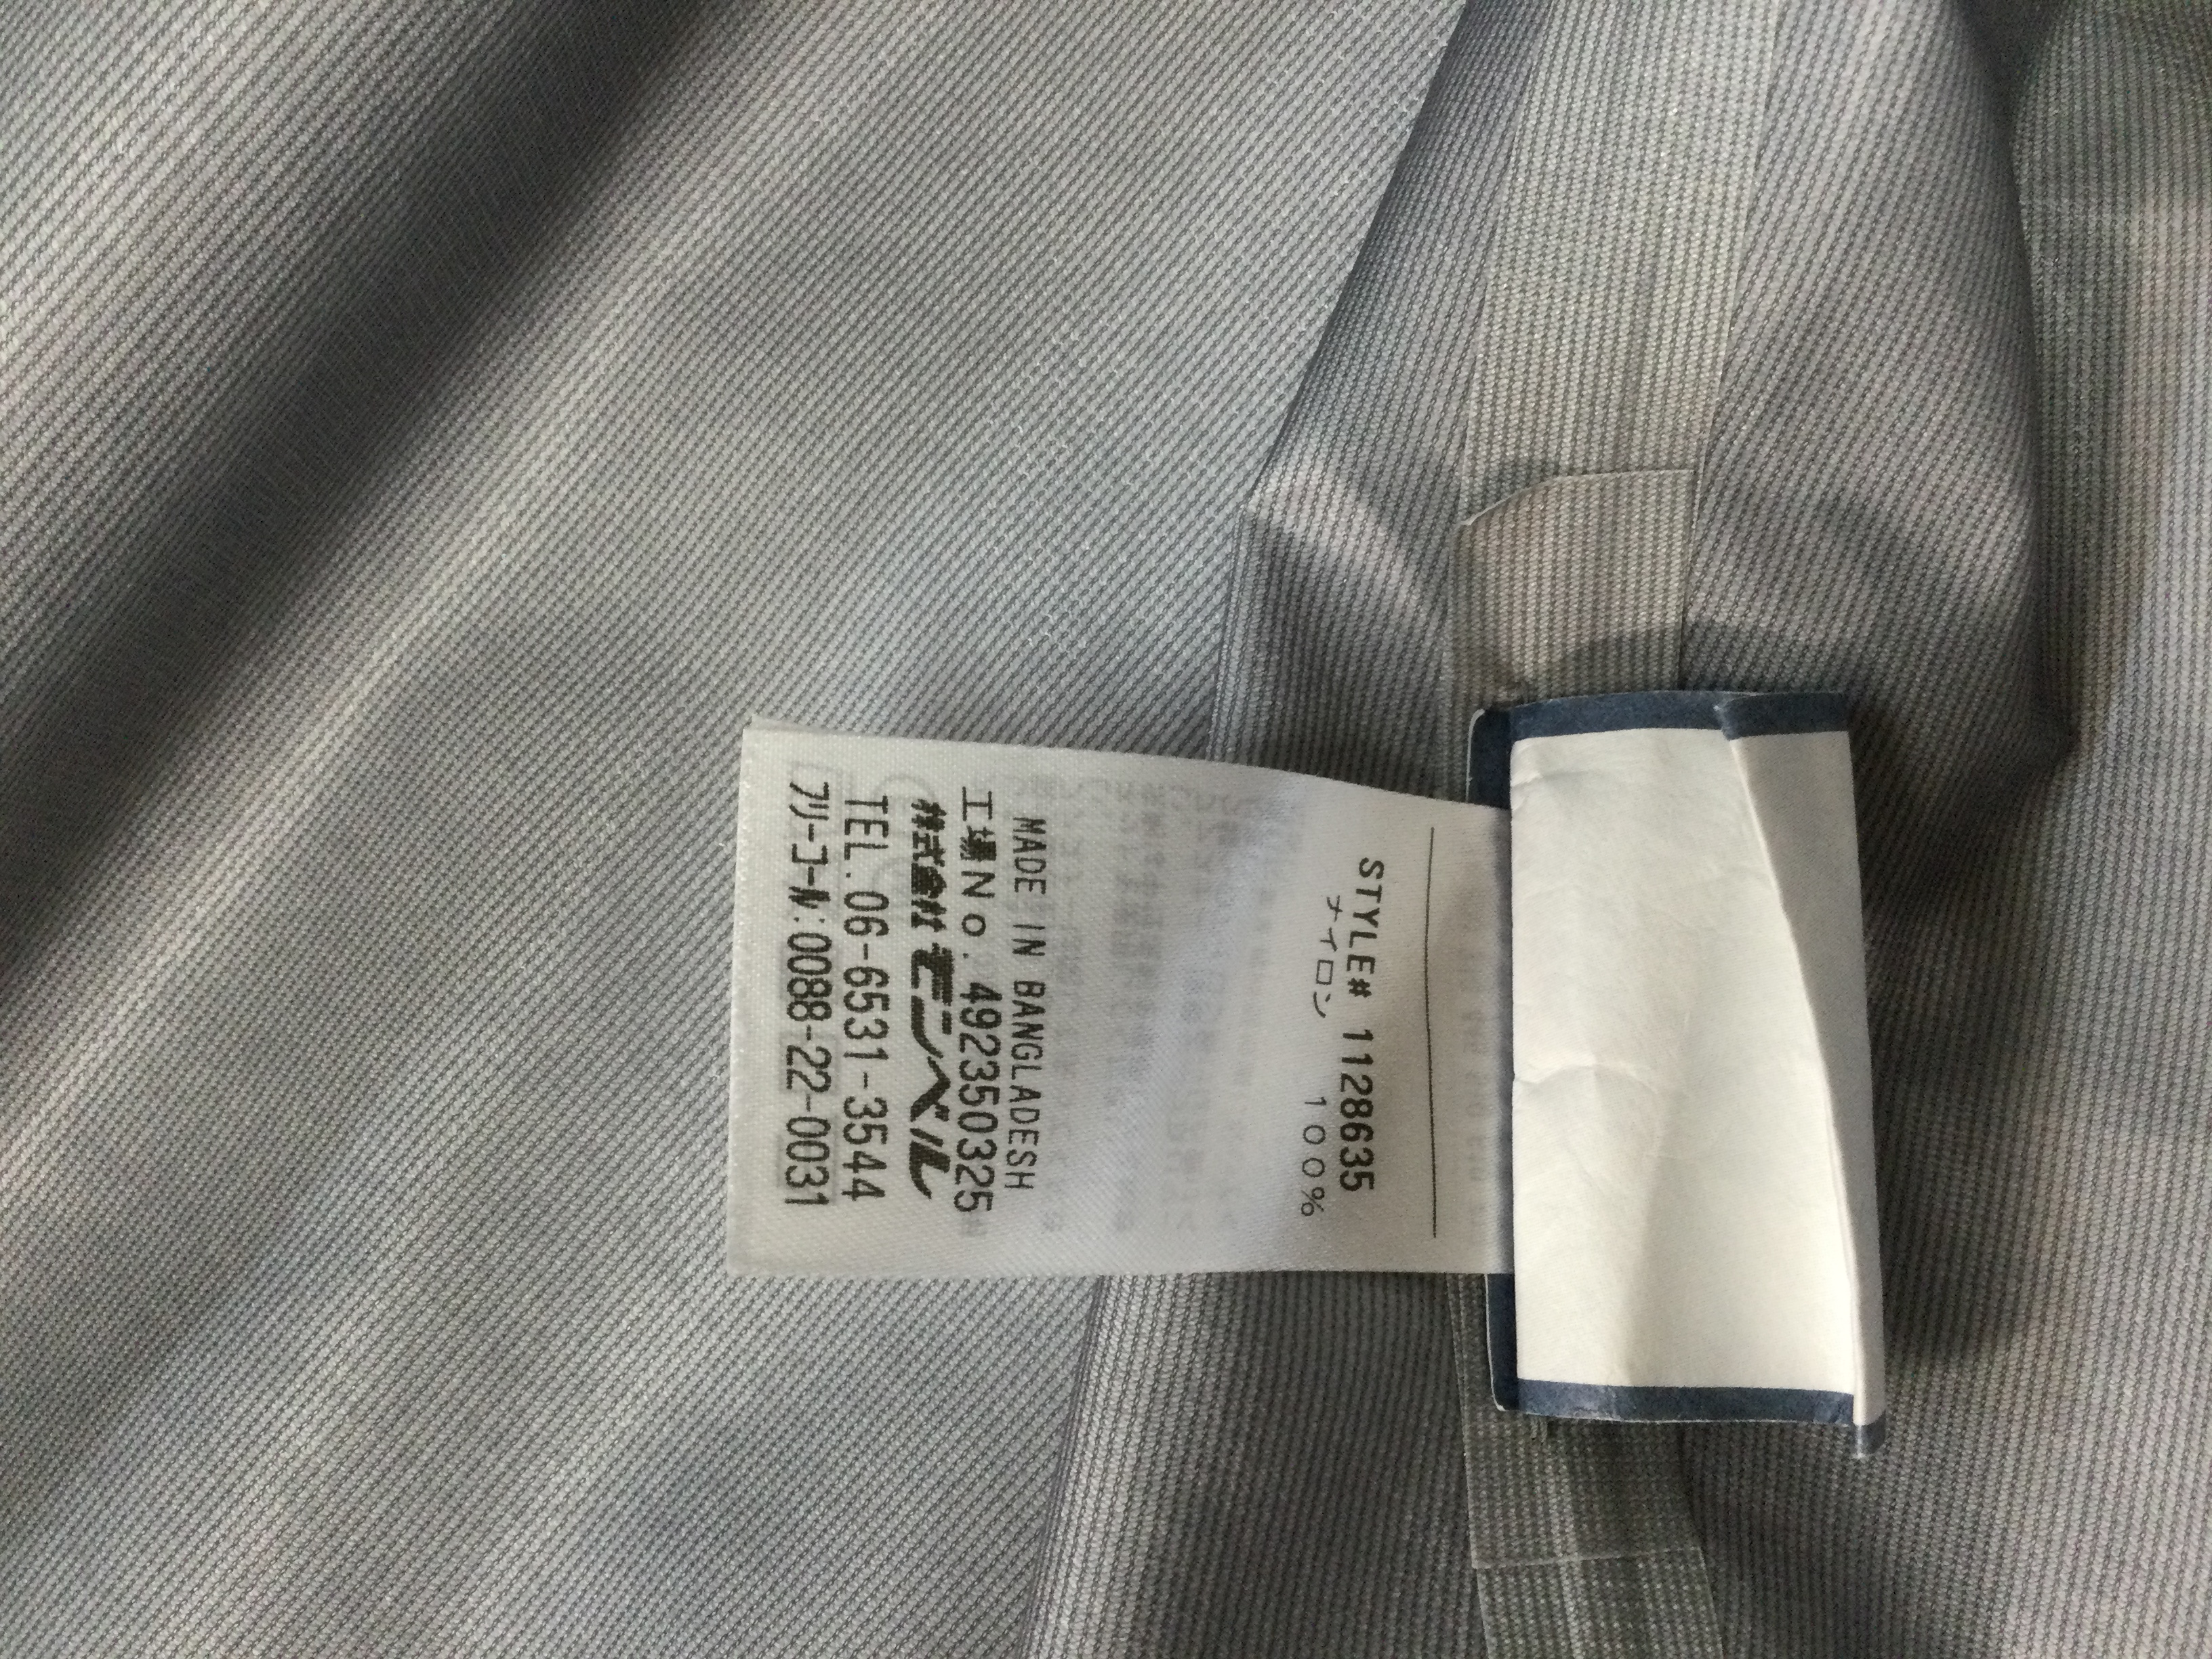 STYLE# 1128635
ナイロン 100%
MADE IN BANGLADESH
工場No. 492350325
株式会社 モンベル
TEL. 06-6531-3544
フリーコール: 0088-22-0031